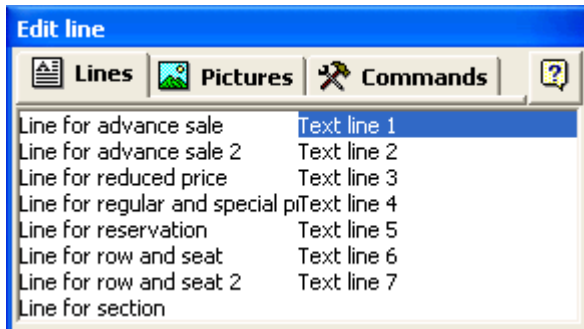 Edit line
Lines Pictures Commands
Line for advance sale Text line 1
Line for advance sale 2 Text line 2
Line for reduced price Text line 3
Line for regular and special pr Text line 4
Line for reservation Text line 5
Line for row and seat Text line 6
Line for row and seat 2 Text line 7
Line for section